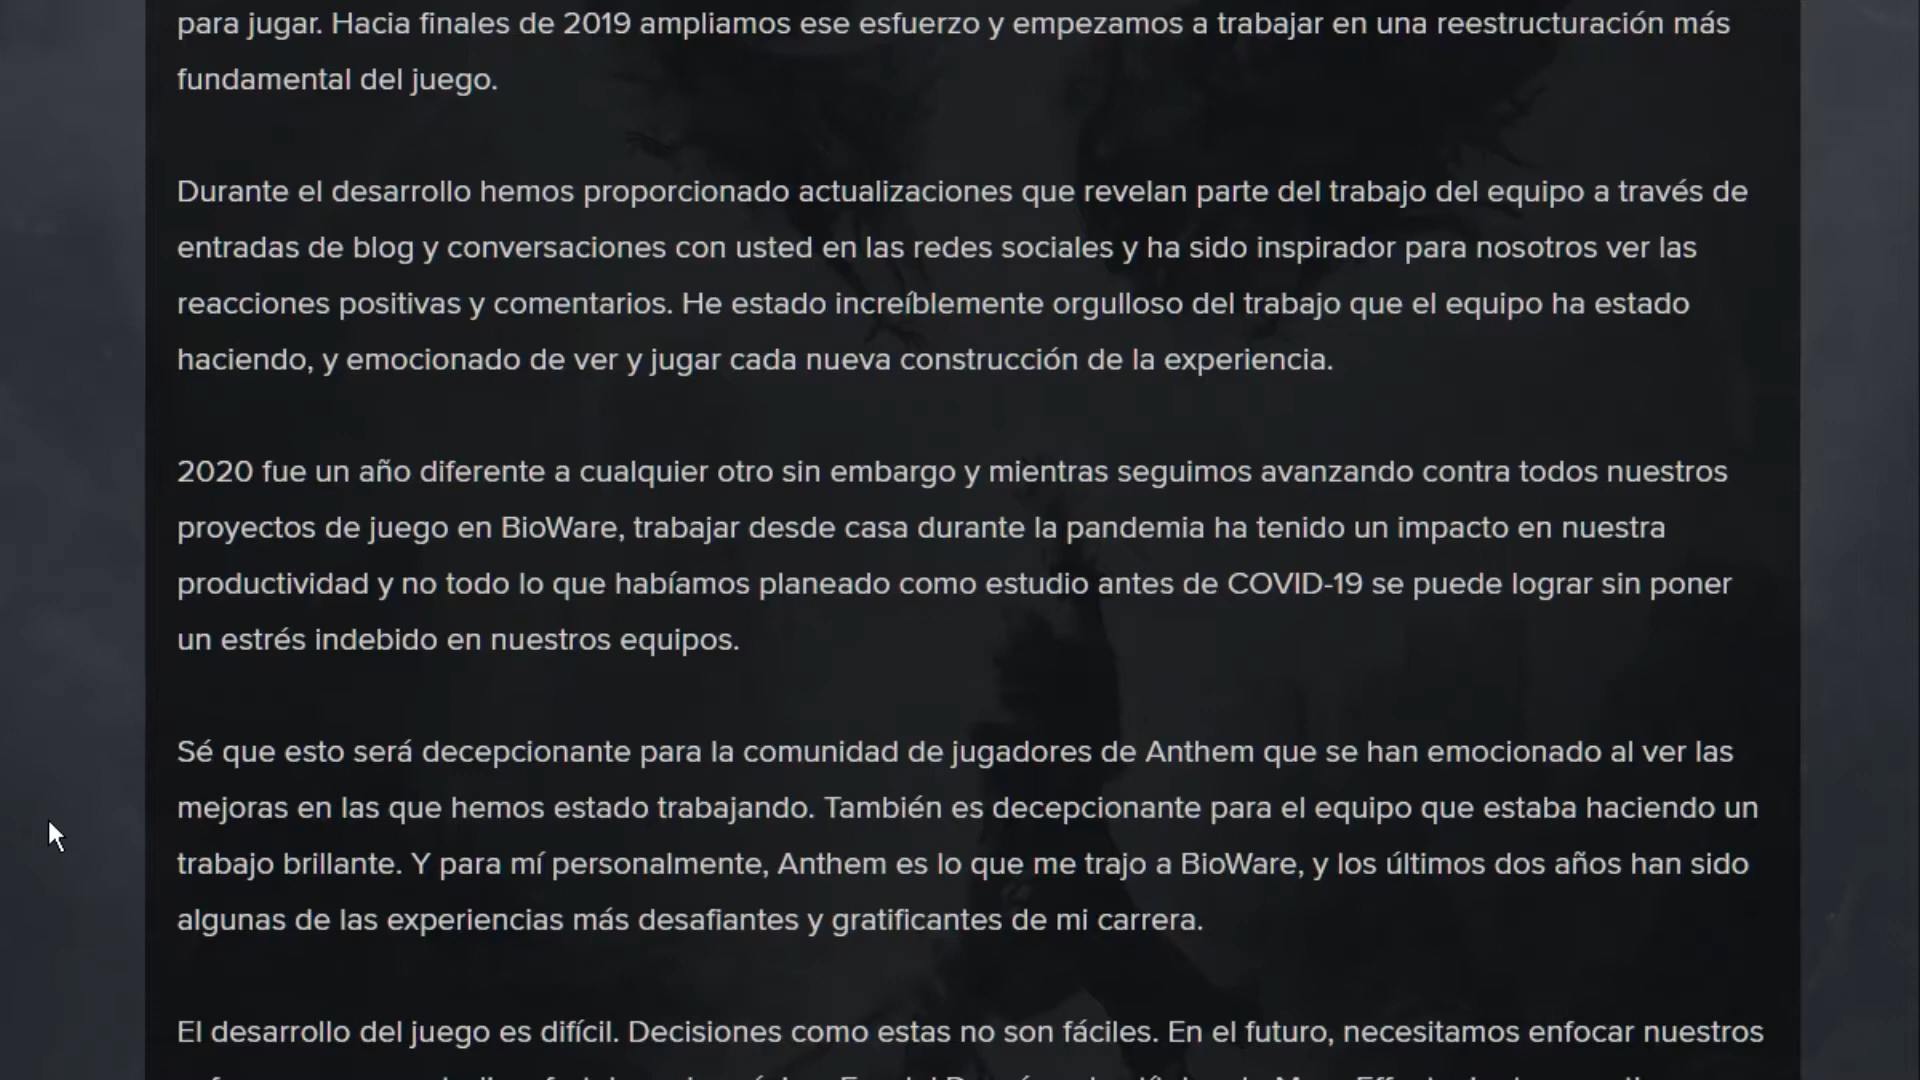 para jugar. Hacia finales de 2019 ampliamos ese esfuerzo y empezamos a trabajar en una reestructuración más
fundamental del juego.
Durante el desarrollo hemos proporcionado actualizaciones que revelan parte del trabajo del equipo a través de
entradas de blog y conversaciones con usted en las redes sociales y ha sido inspirador para nosotros ver las
reacciones positivas y comentarios. He estado increíblemente orgulloso del trabajo que el equipo ha estado
haciendo, y emocionado de ver y jugar cada nueva construcción de la experiencia.
2020 fue un año diferente a cualquier otro sin embargo y mientras seguimos avanzando contra todos nuestros
proyectos de juego en BioWare, trabajar desde casa durante la pandemia ha tenido un impacto en nuestra
productividad y no todo lo que habíamos planeado como estudio antes de COVID-19 se puede lograr sin poner
un estrés indebido en nuestros equipos.
Sé que esto será decepcionante para la comunidad de jugadores de Anthem que se han emocionado al ver las
mejoras en las que hemos estado trabajando. También es decepcionante para el equipo que estaba haciendo un
trabajo brillante. Y para mí personalmente, Anthem es lo que me trajo a BioWare, y los últimos dos años han sido
algunas de las experiencias más desafiantes y gratificantes de mi carrera.
El desarrollo del juego es difícil. Decisiones como estas no son fáciles. En el futuro, necesitamos enfocar nuestros